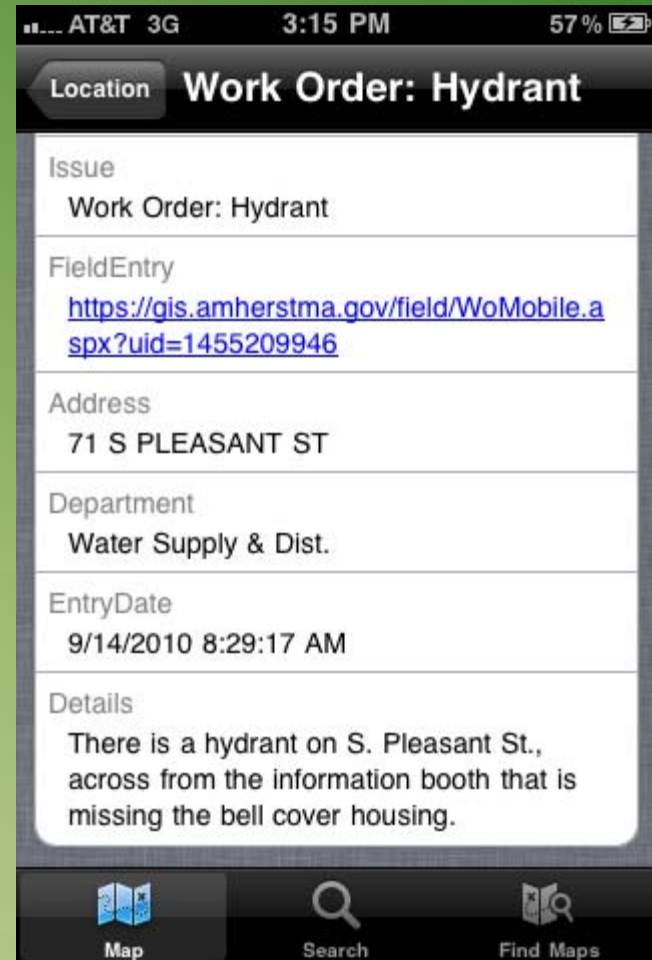 AT&T 3G 3:15 PM 57%
Location Work Order: Hydrant
Issue
Work Order: Hydrant
FieldEntry
https://gis.amherstma.gov/field/WoMobile.a
spx?uid=1455209946
Address
71 S PLEASANT ST
Department
Water Supply & Dist.
EntryDate
9/14/2010 8:29:17 AM
Details
There is a hydrant on S. Pleasant St.,
across from the information booth that is
missing the bell cover housing.
Map Search Find Maps